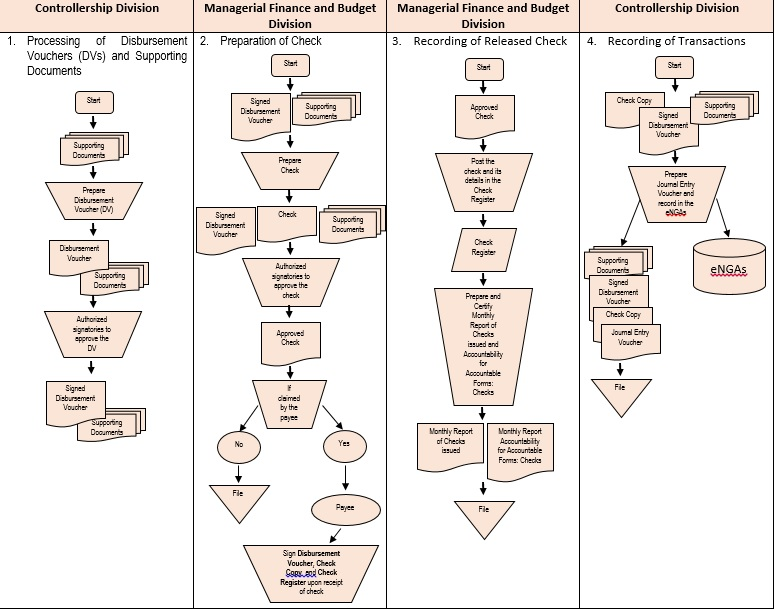 Controllership Division
Managerial Finance and Budget
Division
Managerial Finance and Budget
Division
Controllership Division
1. Processing of Disbursement
Vouchers (DVs) and Supporting
Documents
Start
Supporting
Documents
Prepare
Disbursement
Voucher (DV)
Disbursement
Voucher
Supporting
Documents
Authorized
signatories to
approve the
DV
Signed
Disbursement
Voucher
Supporting
Documents
2. Preparation of Check
Start
Signed
Disbursement
Voucher
Supporting
Documents
Prepare
Check
Signed
Disbursement
Voucher
Check
Supporting
Documents
Authorized
signatories to
approve the
check
Approved
Check
If
claimed
by the
payee
No
Yes
File
Payee
Sign Disbursement
Voucher, Check
Copy, and Check
Register upon receipt
of check
3. Recording of Released Check
Start
Approved
Check
Post the
check and its
details in the
Check
Register
Check
Register
Prepare and
Certify
Monthly
Report of
Checks
issued and
Accountability
for
Accountable
Forms:
Checks
Monthly Report
of Checks
issued
Monthly Report
Accountability
for Accountable
Forms: Checks
File
4. Recording of Transactions
Start
Check Copy
Signed
Disbursement
Voucher
Supporting
Documents
Prepare
Journal Entry
Voucher and
record in the
eNGAs
Supporting
Documents
Signed
Disbursement
Voucher
Check Copy
Journal Entry
Voucher
eNGAs
File